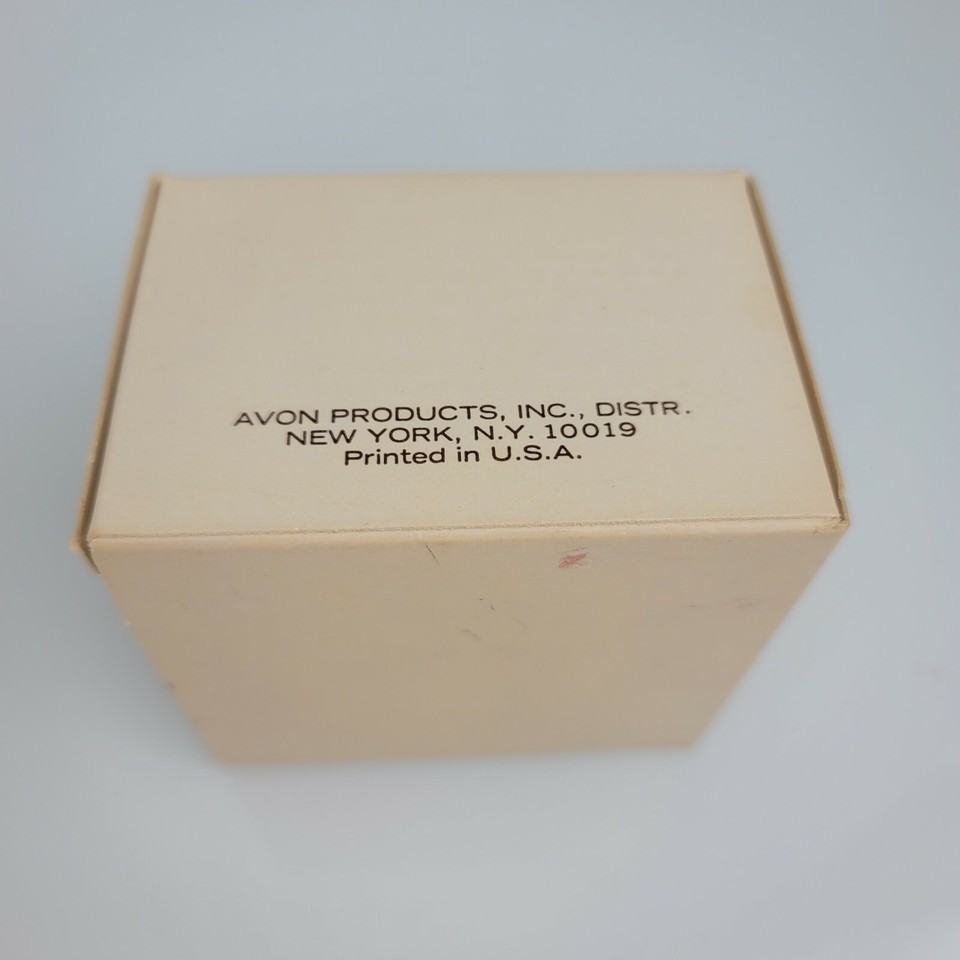 AVON PRODUCTS, INC., DISTR.
NEW YORK, N.Y. 10019
Printed in U.S.A.